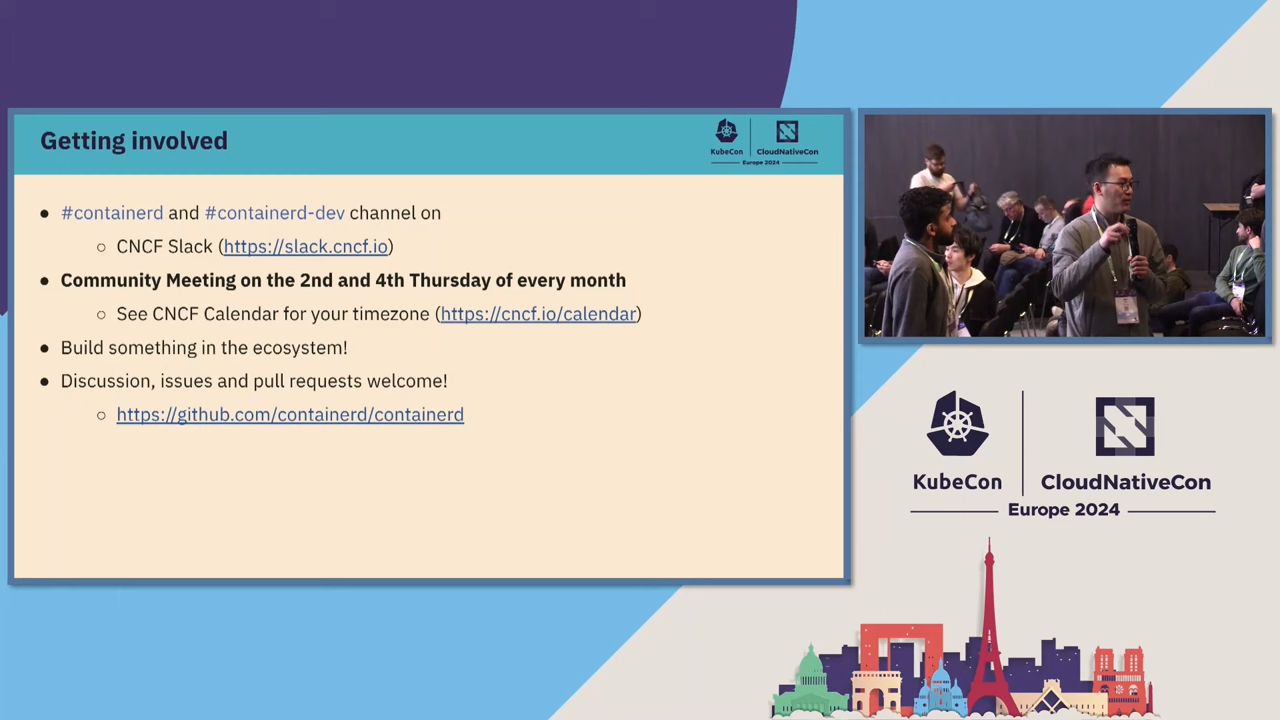 Getting involved
KubeCon
CloudNativeCon
Europe 2024
● #containerd and #containerd-dev channel on
○ CNCF Slack (https://slack.cncf.io)
● Community Meeting on the 2nd and 4th Thursday of every month
○ See CNCF Calendar for your timezone (https://cncf.io/calendar)
● Build something in the ecosystem!
● Discussion, issues and pull requests welcome!
○ https://github.com/containerd/containerd
KubeCon
CloudNativeCon
Europe 2024